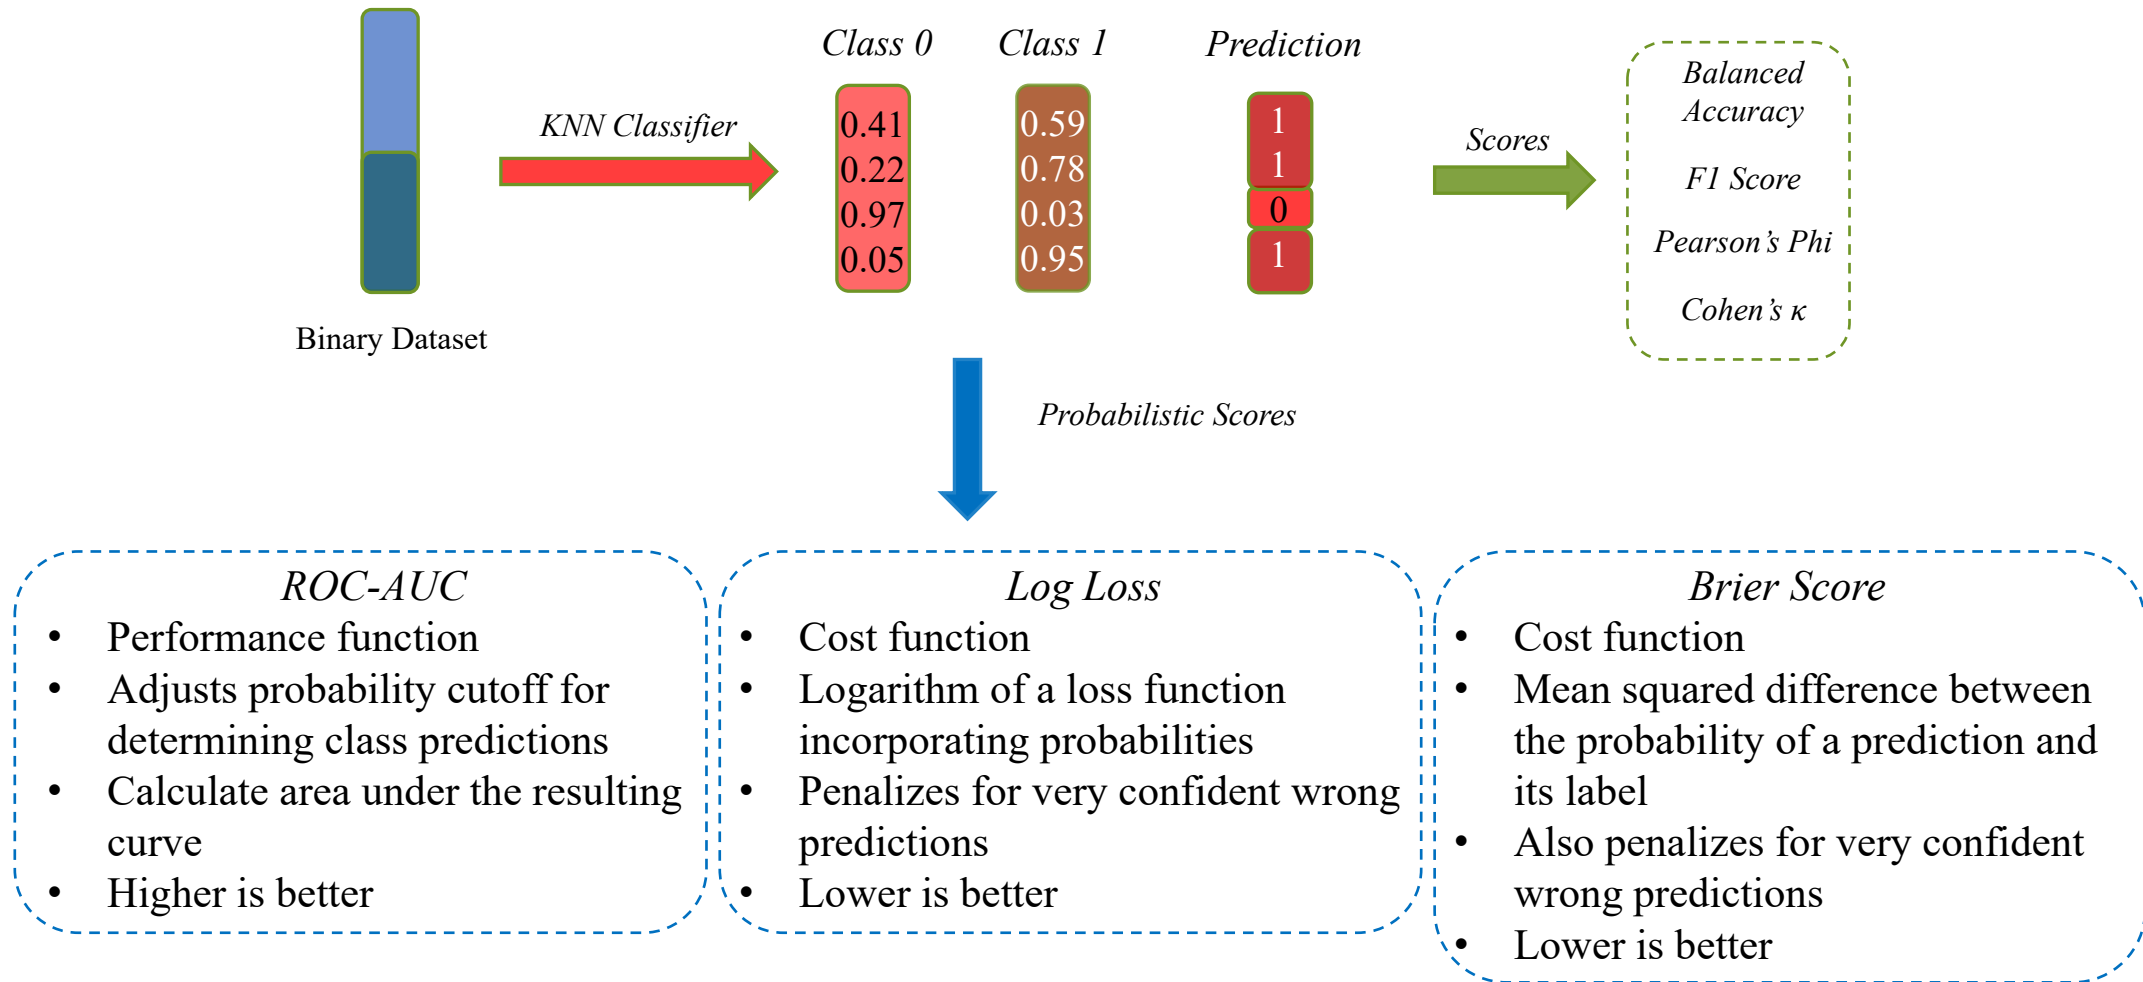 Class 0
Class 1
Prediction
KNN Classifier
0.41
0.22
0.97
0.05
0.59
0.78
0.03
0.95
1
1
0
1
Scores
Balanced
Accuracy
F1 Score
Pearson’s Phi
Cohen’s κ
Binary Dataset
Probabilistic Scores
ROC-AUC
• Performance function
• Adjusts probability cutoff for
determining class predictions
• Calculate area under the resulting
curve
• Higher is better
Log Loss
• Cost function
• Logarithm of a loss function
incorporating probabilities
• Penalizes for very confident wrong
predictions
• Lower is better
Brier Score
• Cost function
• Mean squared difference between
the probability of a prediction and
its label
• Also penalizes for very confident
wrong predictions
• Lower is better